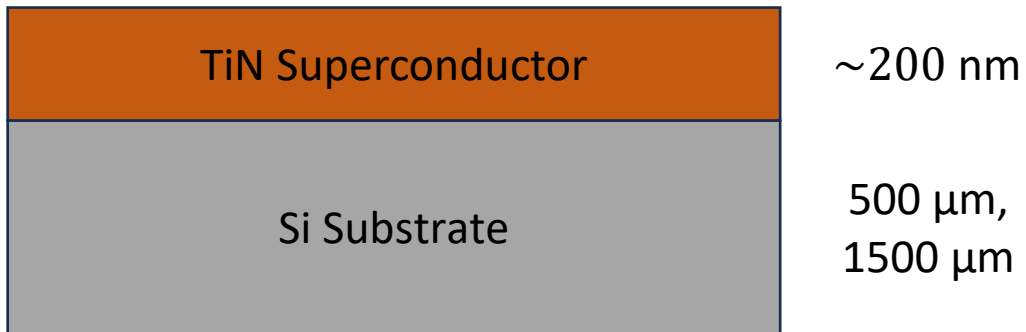 TiN Superconductor
~200 nm
Si Substrate
500 μm,
1500 μm